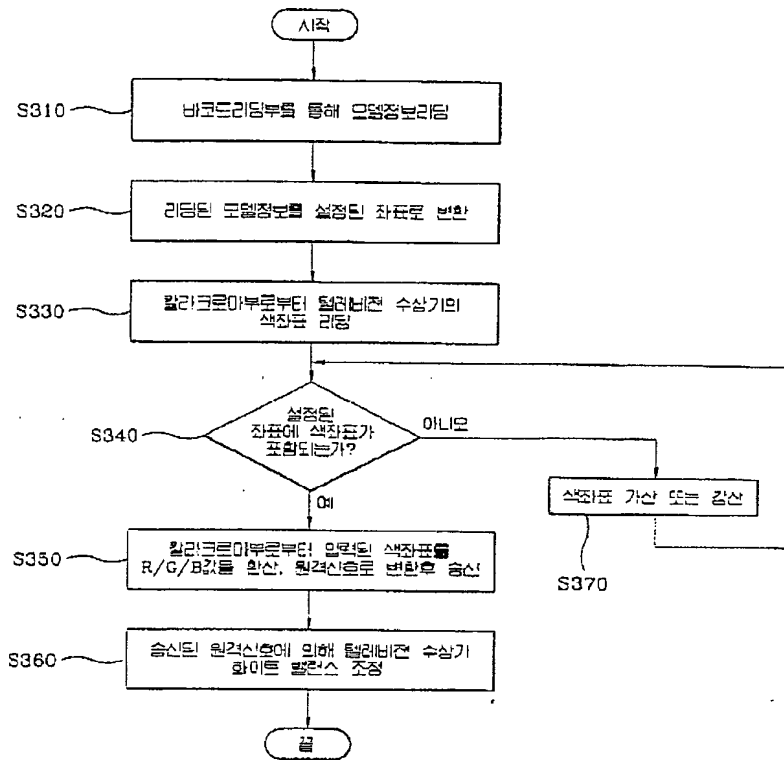 시작
S310
바코드리딩부를 통해 모델정보리딩
S320
리딩된 모델정보를 설정된 좌표로 변환
S330
칼라크로마부로부터 텔레비젼 수상기의
색좌표 리딩
S340
설정된
좌표에 색좌표가
포함되는가?
아니오
예
색좌표 가산 또는 감산
S370
S350
칼라크로마부로부터 입력된 색좌표를
R/G/B값을 환산, 원격신호로 변환후 송신
S360
송신된 원격신호에 의해 텔레비젼 수상기
화이트 밸런스 조정
끝